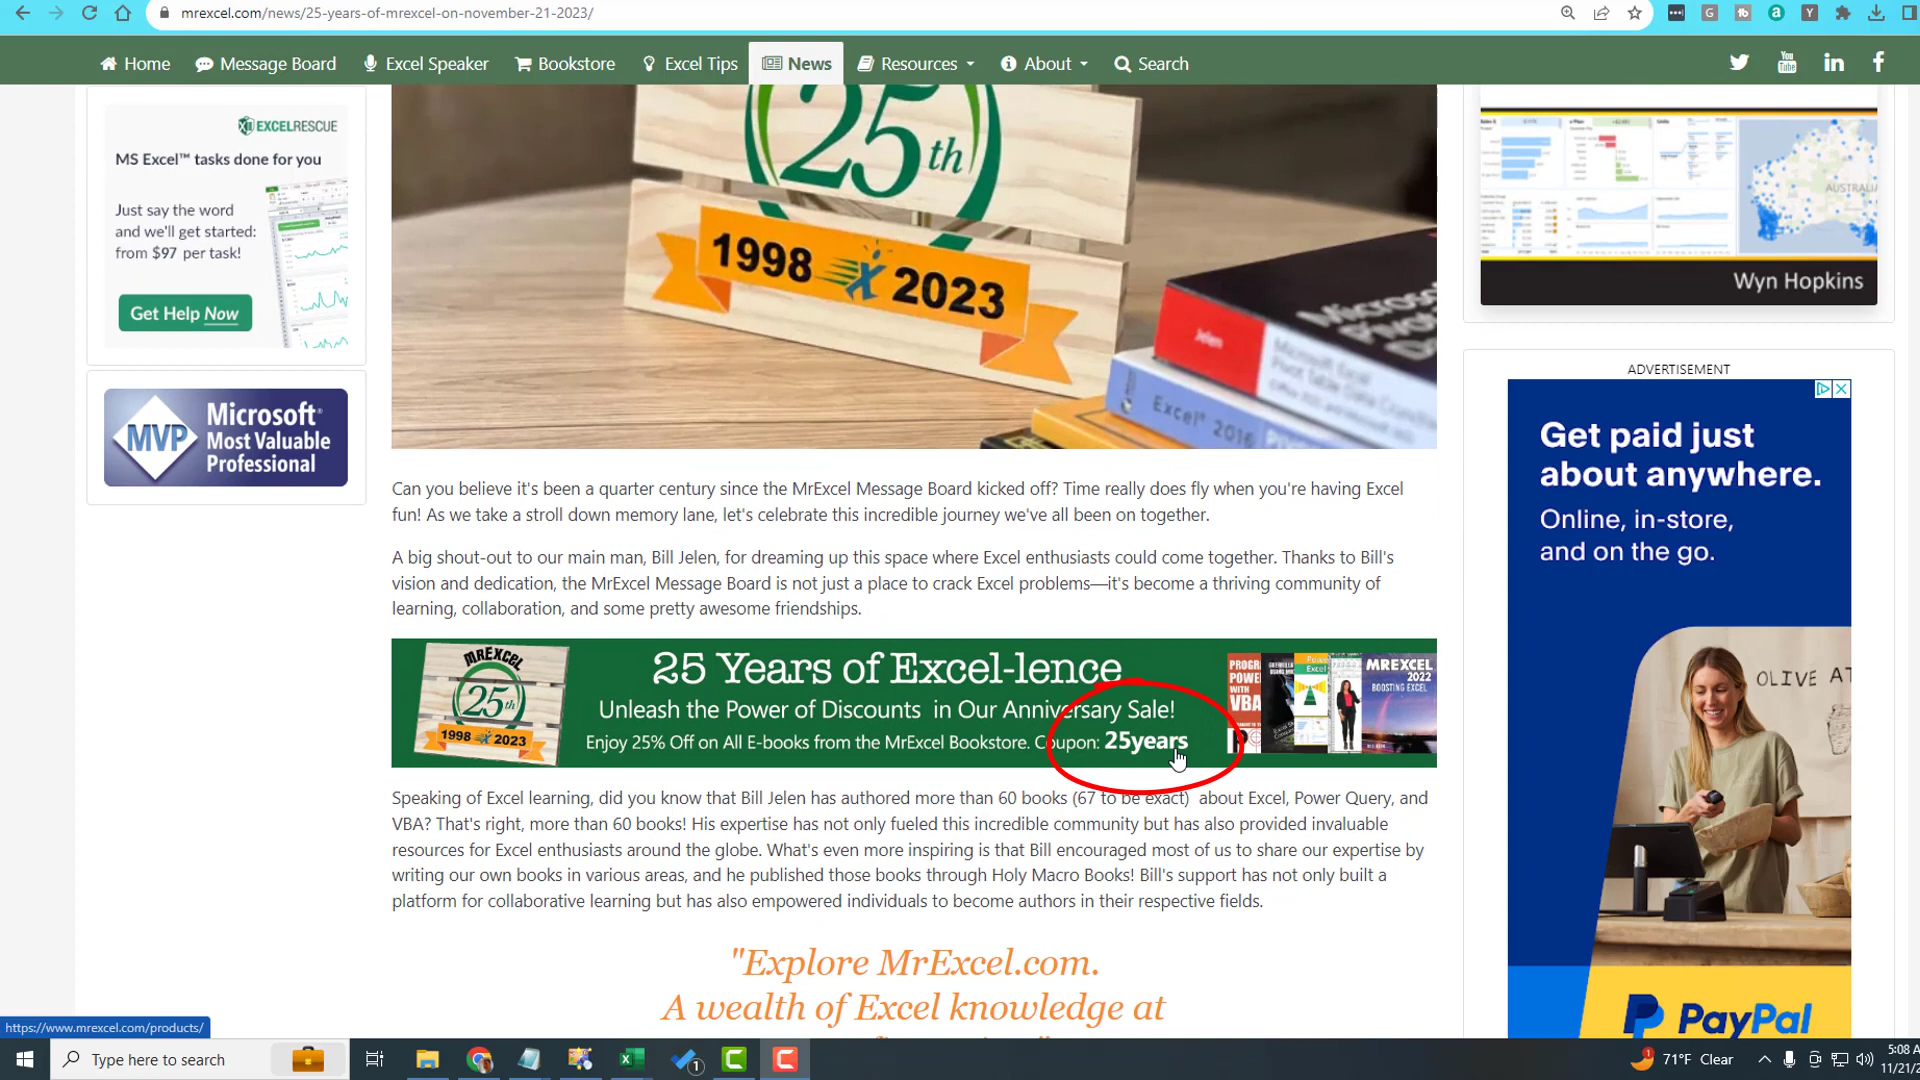 mrexcel.com/news/25-years-of-mrexcel-on-november-21-2023/
Home
Message Board
Excel Speaker
Bookstore
Excel Tips
News
Resources
About
Search
EXCELRESCUE
MS Excel™ tasks done for you
Just say the word
and we'll get started:
from $97 per task!
Get Help Now
Microsoft®
MVP
Most Valuable
Professional
25th
1998 x 2023
Jelen
Excel® 2016
AUSTRALIA
Wyn Hopkins
Can you believe it's been a quarter century since the MrExcel Message Board kicked off? Time really does fly when you're having Excel
fun! As we take a stroll down memory lane, let's celebrate this incredible journey we've all been on together.
A big shout-out to our main man, Bill Jelen, for dreaming up this space where Excel enthusiasts could come together. Thanks to Bill's
vision and dedication, the MrExcel Message Board is not just a place to crack Excel problems—it's become a thriving community of
learning, collaboration, and some pretty awesome friendships.
MREXCEL
25th
1998 x 2023
25 Years of Excel-lence
Unleash the Power of Discounts in Our Anniversary Sale!
Enjoy 25% Off on All E-books from the MrExcel Bookstore. Coupon: 25years
MREXCEL
2022
BOOSTING EXCEL
Speaking of Excel learning, did you know that Bill Jelen has authored more than 60 books (67 to be exact) about Excel, Power Query, and
VBA? That's right, more than 60 books! His expertise has not only fueled this incredible community but has also provided invaluable
resources for Excel enthusiasts around the globe. What's even more inspiring is that Bill encouraged most of us to share our expertise by
writing our own books in various areas, and he published those books through Holy Macro Books! Bill's support has not only built a
platform for collaborative learning but has also empowered individuals to become authors in their respective fields.
"Explore MrExcel.com.
A wealth of Excel knowledge at
ADVERTISEMENT
Get paid just
about anywhere.
Online, in-store,
and on the go.
OLIVE AT
PayPal
https://www.mrexcel.com/products/
Type here to search
71°F Clear
5:08 A
11/21/2